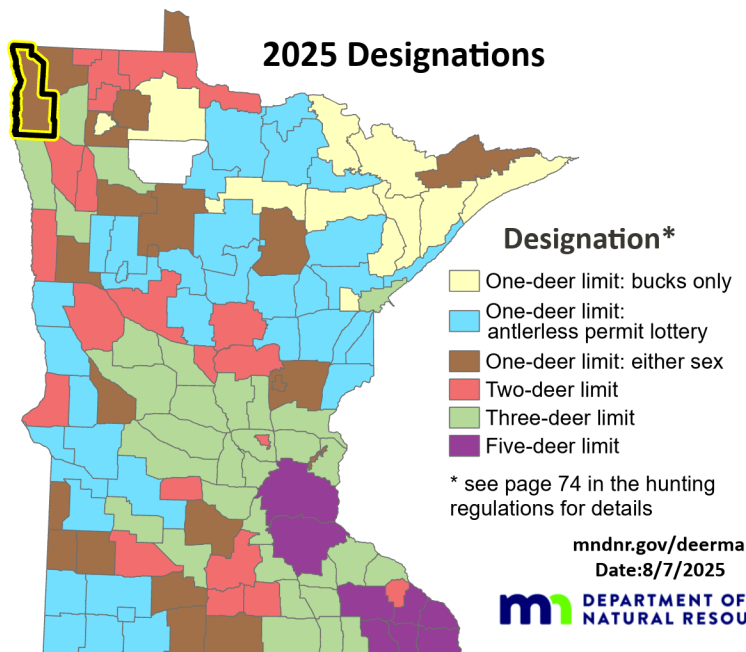 2025 Designations
Designation*
One-deer limit: bucks only
One-deer limit:
antlerless permit lottery
One-deer limit: either sex
Two-deer limit
Three-deer limit
Five-deer limit
* see page 74 in the hunting
regulations for details
mndnr.gov/deerma
Date:8/7/2025
mn
DEPARTMENT OF
NATURAL RESOU